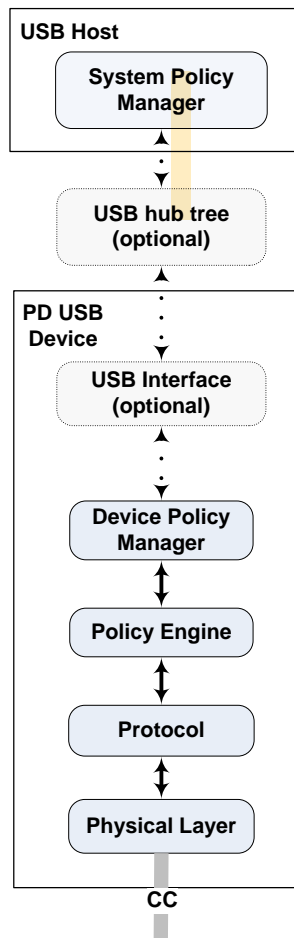 USB Host
System Policy
Manager
USB hub tree
(optional)
PD USB
Device
USB Interface
(optional)
Device Policy
Manager
Policy Engine
Protocol
Physical Layer
CC